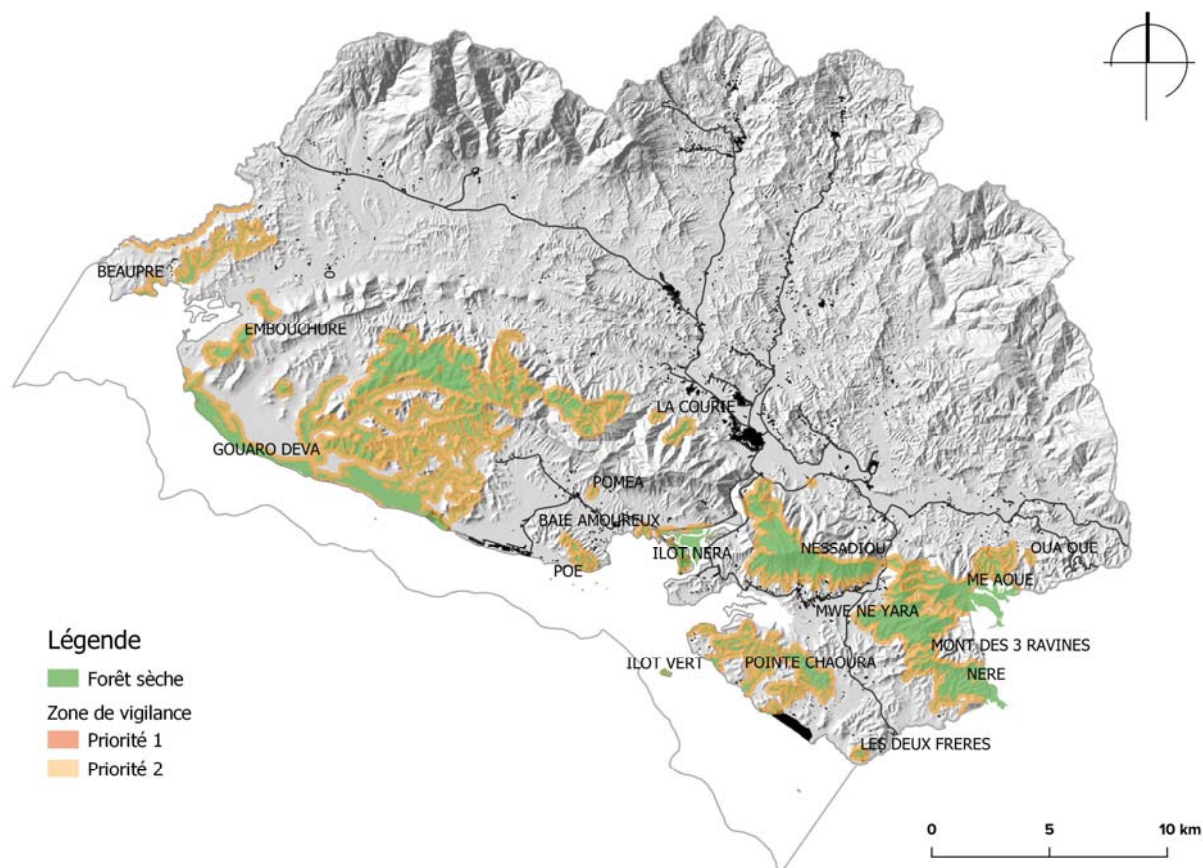 BEAUPRE
EMBOUCHURE
LA COURIE
GOUARO DEVA
POMEA
BAIE AMOUREUX
ILOT NERA
NESSADIOU
OUA OUE
POE
ME AOUE
MWE NE YARA
MONT DES 3 RAVINES
ILOT VERT
POINTE CHAOURA
NERE
LES DEUX FRERES
Légende
Forêt sèche
Zone de vigilance
Priorité 1
Priorité 2
0 5 10 km